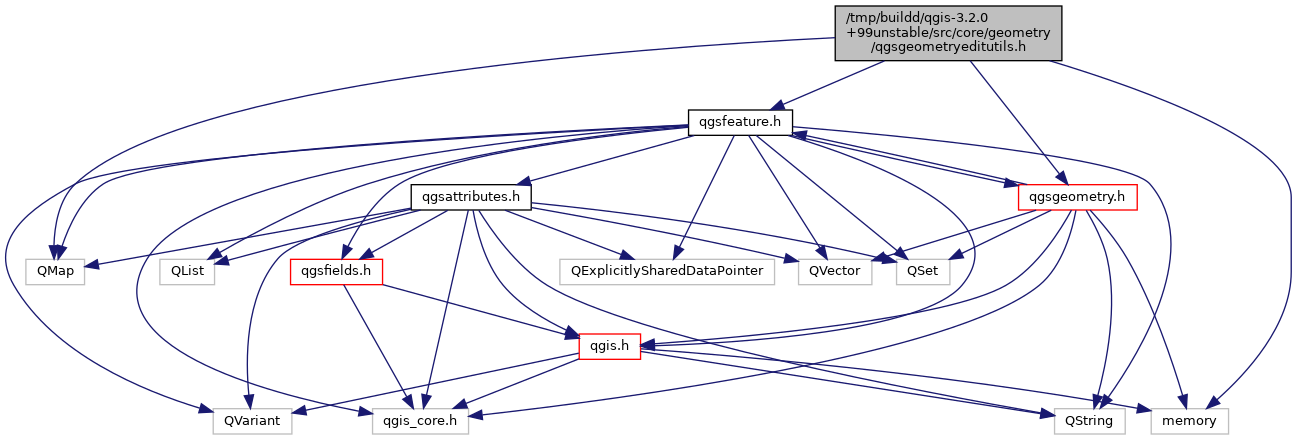 /tmp/buildd/qgis-3.2.0
+99unstable/src/core/geometry
/qgsgeometryeditutils.h
qgsfeature.h
qgsattributes.h
qgsgeometry.h
QMap
QList
qgsfields.h
QExplicitlySharedDataPointer
QVector
QSet
qgis.h
QVariant
qgis_core.h
QString
memory